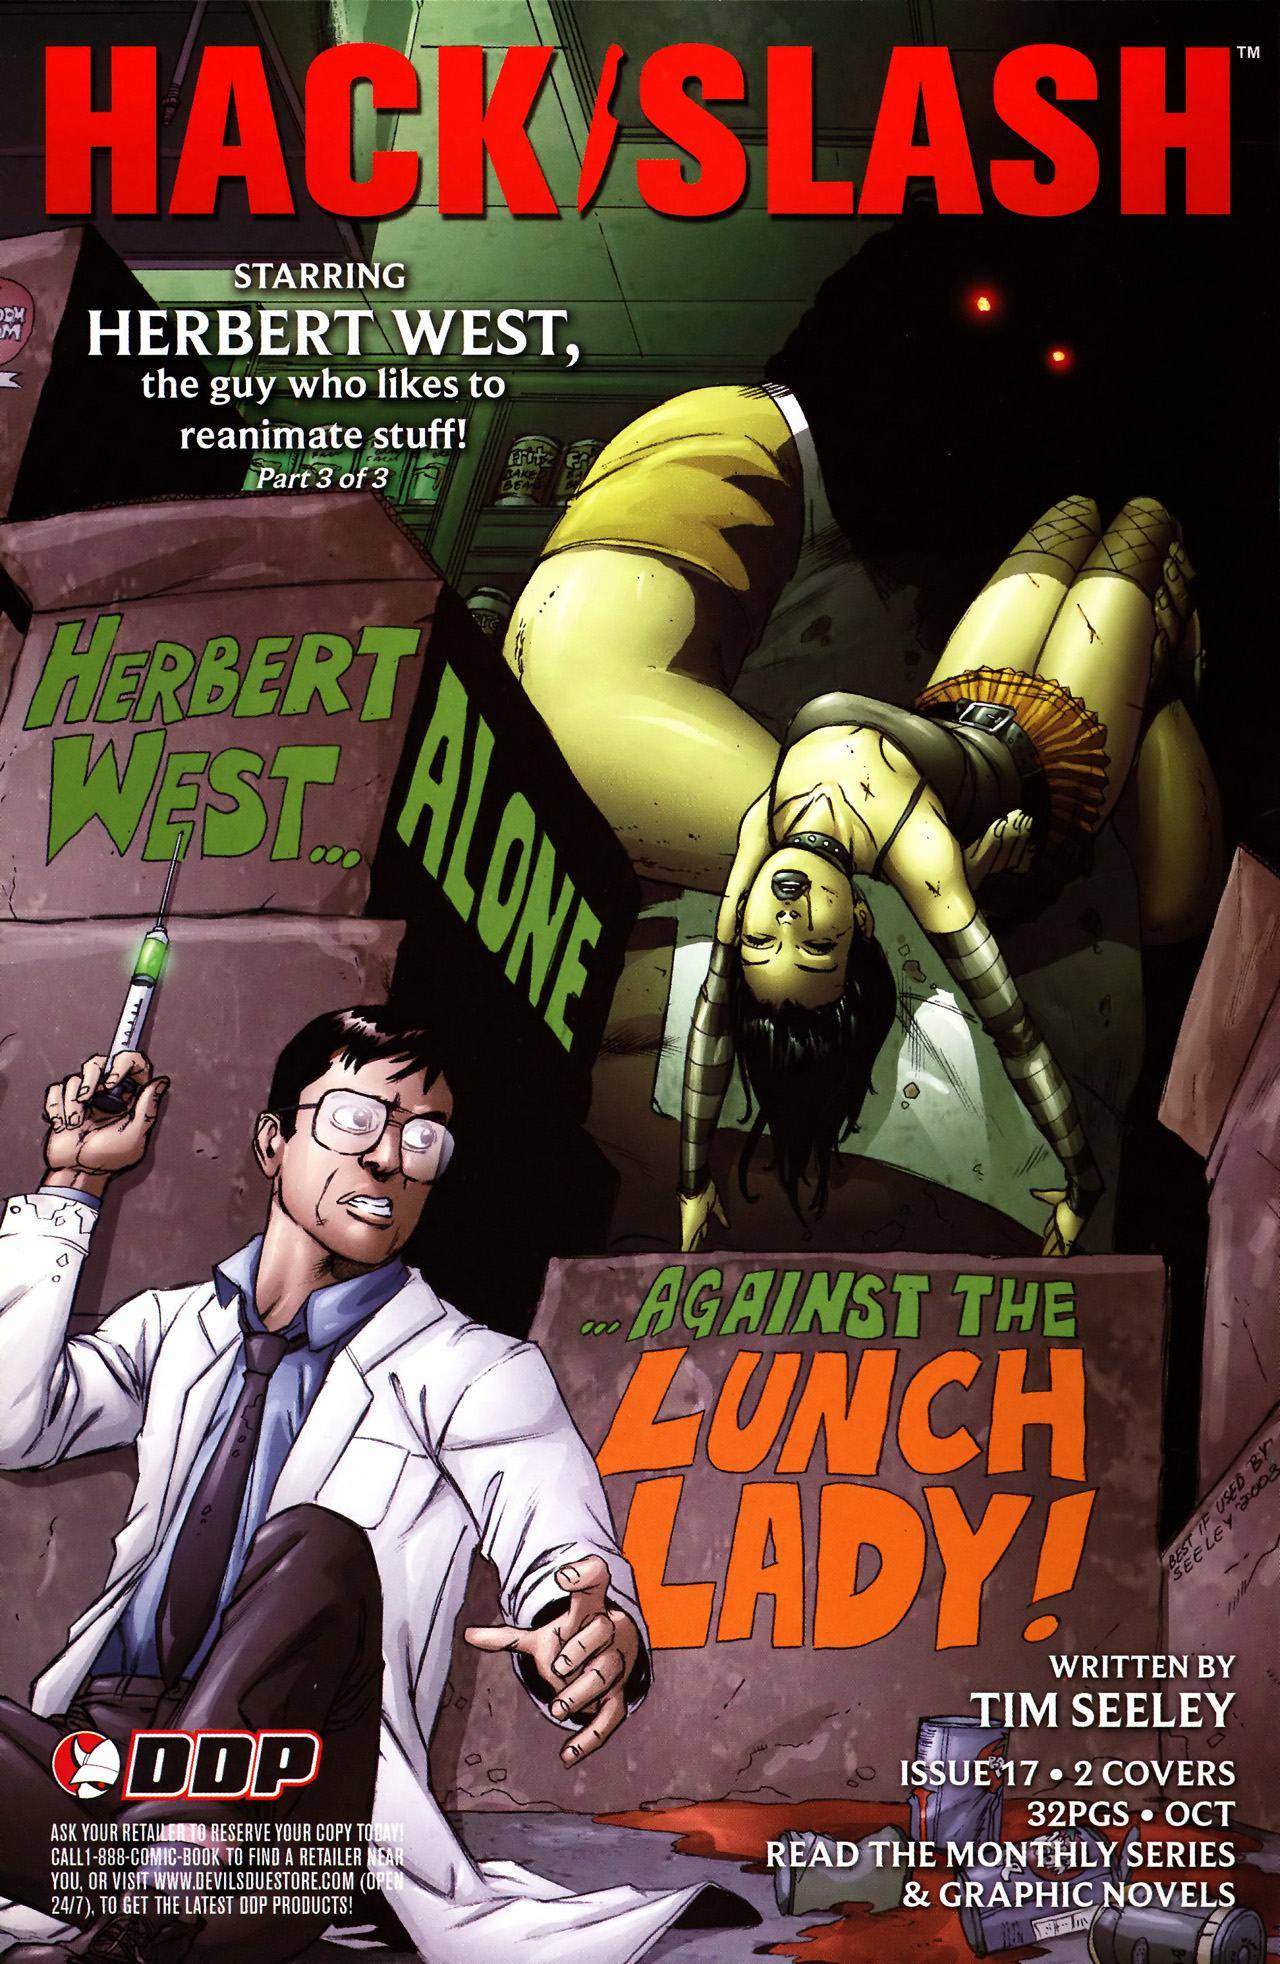 HACK/SLASH™
STARRING
HERBERT WEST,
the guy who likes to
reanimate stuff!
Part 3 of 3
HERBERT
WEST...
ALONE
...AGAINST THE
LUNCH
LADY!
BEST IF USED BY
SEELEY 2008
WRITTEN BY
TIM SEELEY
ISSUE 17 • 2 COVERS
32PGS • OCT
READ THE MONTHLY SERIES
& GRAPHIC NOVELS
DDP
ASK YOUR RETAILER TO RESERVE YOUR COPY TODAY!
CALL1-888-COMIC-BOOK TO FIND A RETAILER NEAR
YOU, OR VISIT WWW.DEVILSDUESTORE.COM (OPEN
24/7), TO GET THE LATEST DDP PRODUCTS!